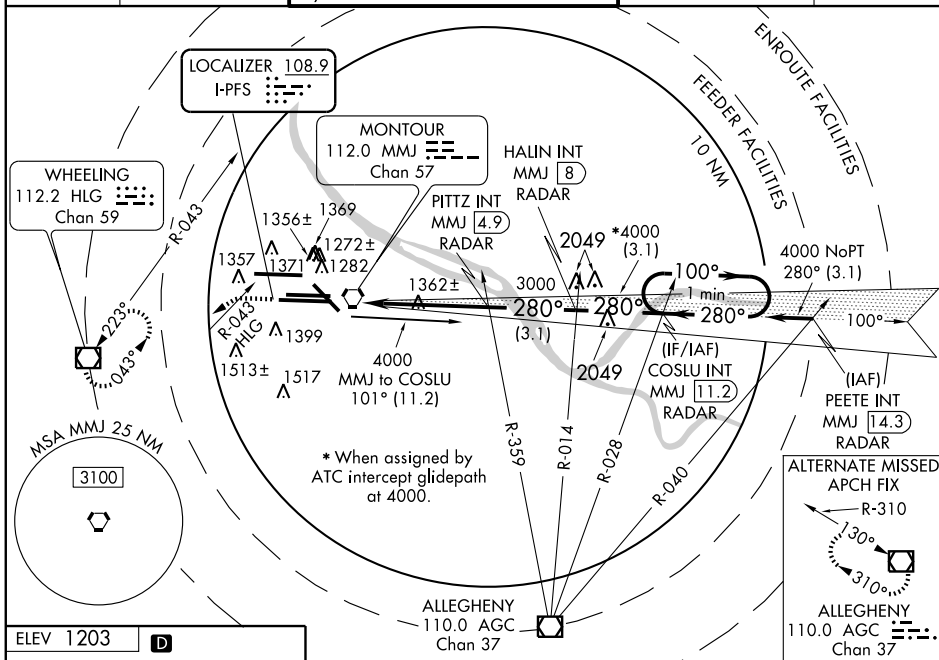 LOCALIZER 108.9
I-PFS
ENROUTE FACILITIES
FEEDER FACILITIES
10 NM
MONTOUR
112.0 MMJ
Chan 57
HALIN INT
MMJ 8
RADAR
WHEELING
112.2 HLG
Chan 59
R-043
PITTZ INT
MMJ 4.9
RADAR
1356±
1369
1272±
1282
1357
1371
2049
*4000
(3.1)
4000 NoPT
280° (3.1)
1362±
3000
100°
1 min
280°
280°
280°
(3.1)
100°
R-043
HLG
1399
1513±
1517
4000
MMJ to COSLU
101° (11.2)
2049
(IF/IAF)
COSLU INT
MMJ 11.2
RADAR
(IAF)
PEETE INT
MMJ 14.3
RADAR
223°
043°
R-359
R-014
R-028
R-040
MSA MMJ 25 NM
3100
* When assigned by
ATC intercept glidepath
at 4000.
ALTERNATE MISSED
APCH FIX
R-310
130°
310°
ALLEGHENY
110.0 AGC
Chan 37
ALLEGHENY
110.0 AGC
Chan 37
ELEV 1203 D